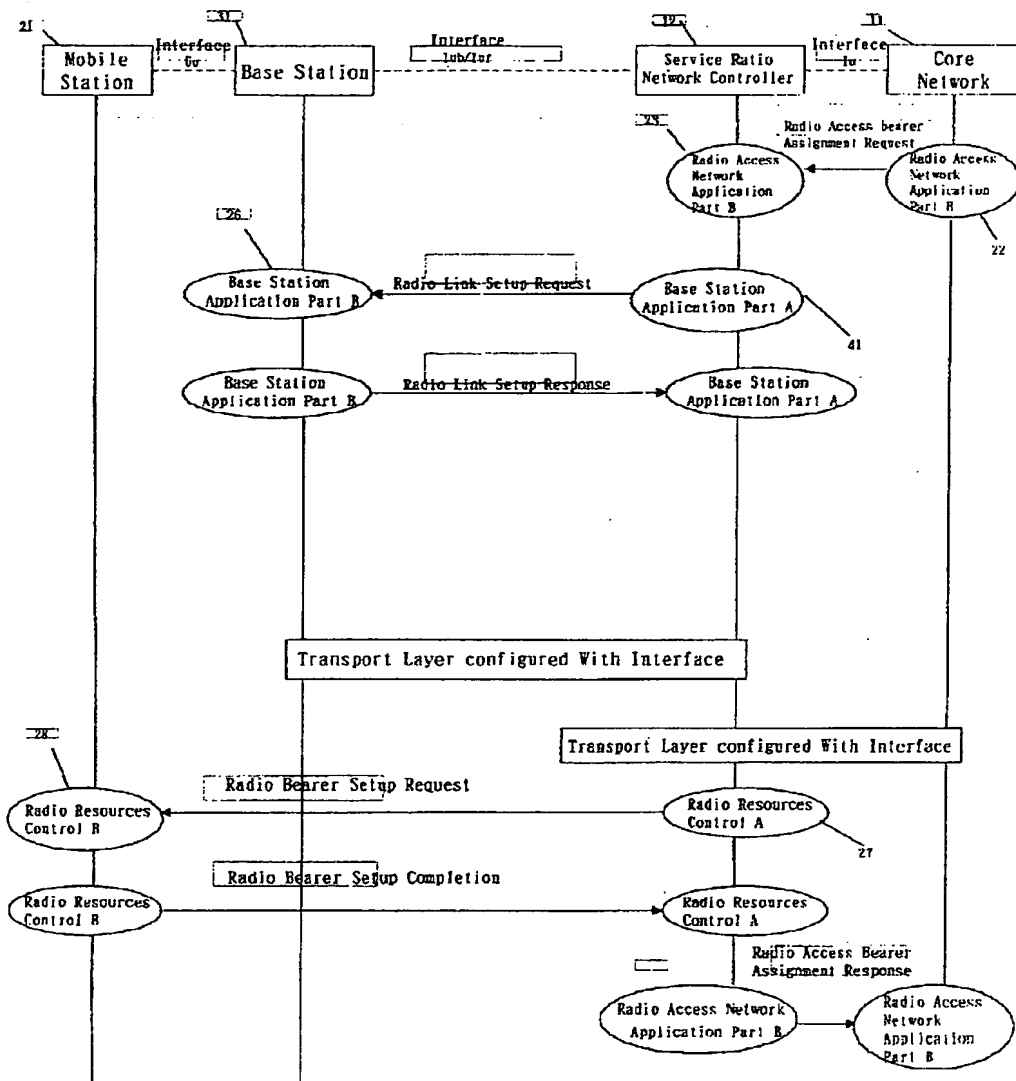 21
31
19
11
Mobile
Station
Interface
Uu
Base Station
Interface
Iub/Iur
Service Ratio
Network Controller
Interface
Iu
Core
Network
23
Radio Access bearer
Assignment Request
Radio Access
Network
Application
Part B
Radio Access
Network
Application
Part B
22
26
Base Station
Application Part B
Radio Link Setup Request
Base Station
Application Part A
41
Base Station
Application Part B
Radio Link Setup Response
Base Station
Application Part A
Transport Layer configured With Interface
Transport Layer configured With Interface
28
Radio Bearer Setup Request
Radio Resources
Control B
Radio Resources
Control A
27
Radio Bearer Setup Completion
Radio Resources
Control B
Radio Resources
Control A
Radio Access Bearer
Assignment Response
Radio Access Network
Application Part B
Radio Access
Network
Application
Part B